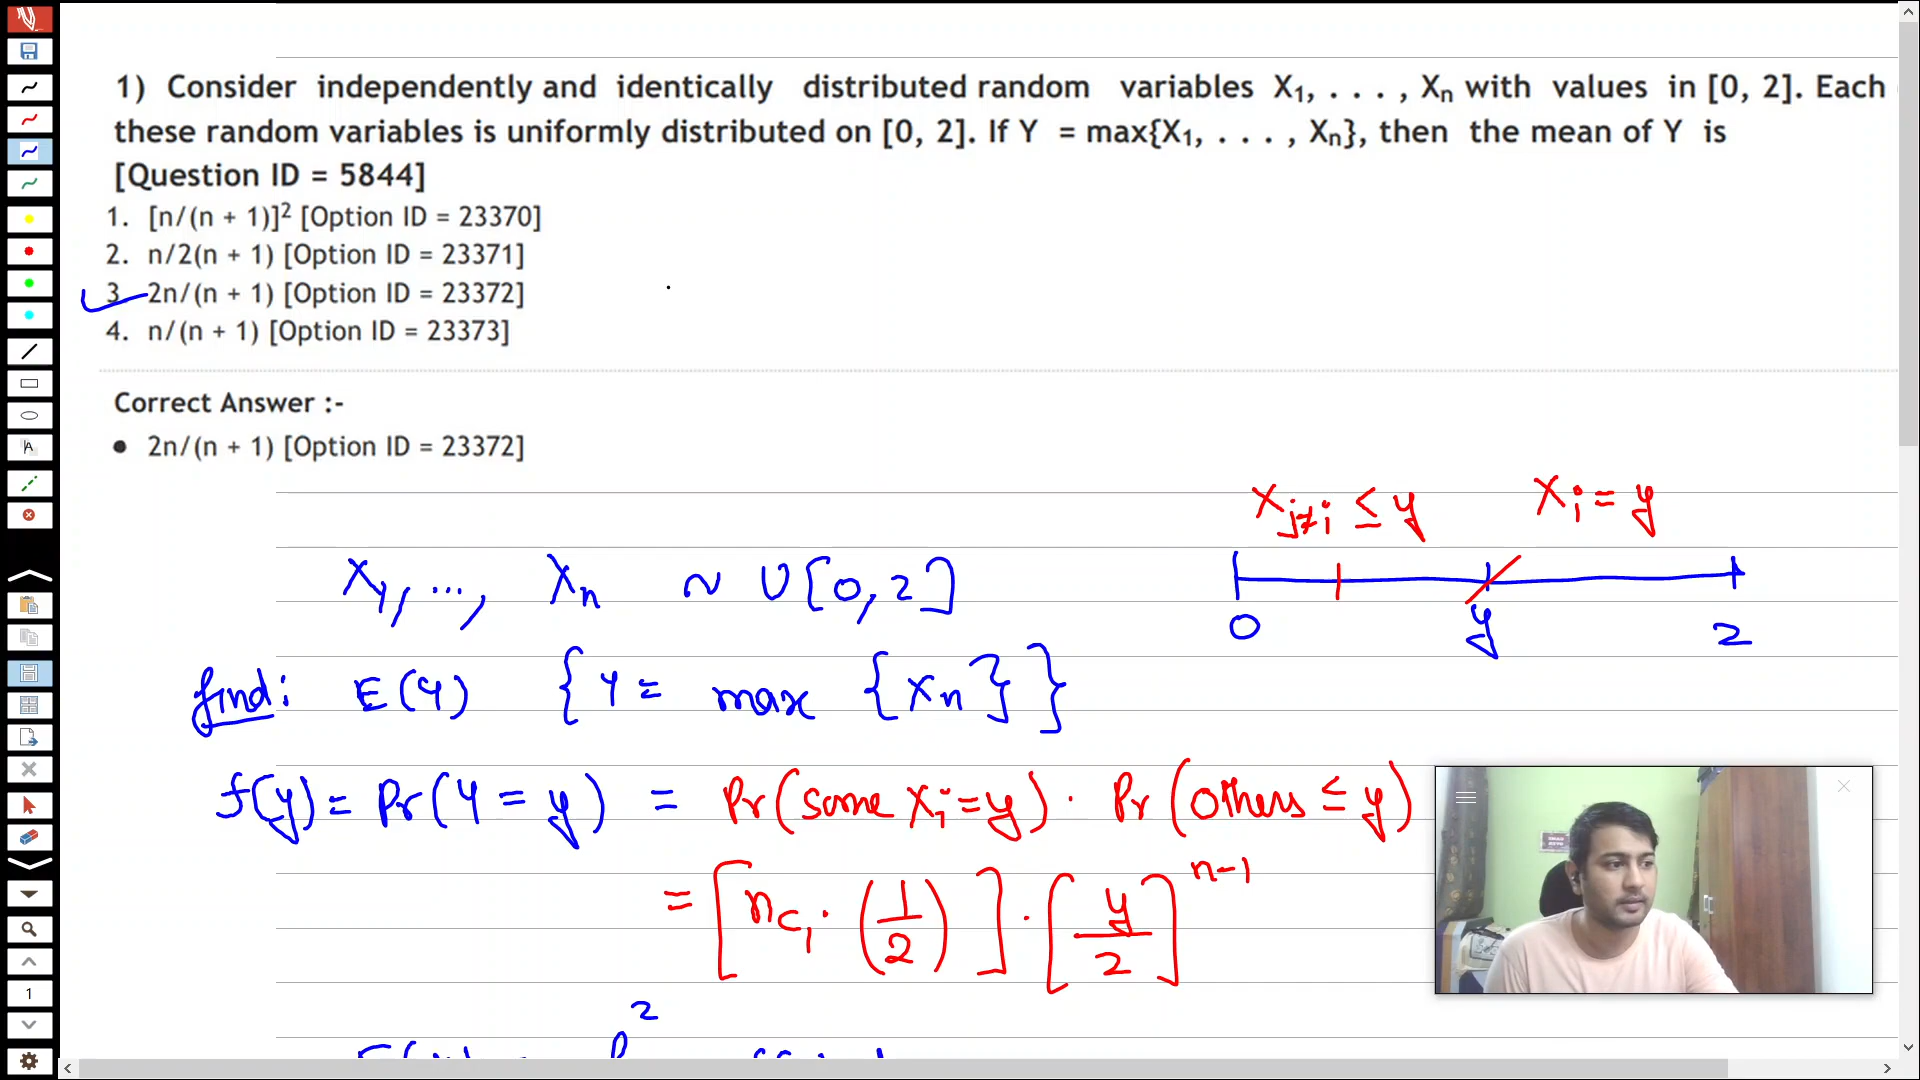 1) Consider independently and identically distributed random variables X₁, . . . , Xₙ with values in [0, 2]. Each
these random variables is uniformly distributed on [0, 2]. If Y = max{X₁, . . . , Xₙ}, then the mean of Y is
[Question ID = 5844]
1. [n/(n + 1)]² [Option ID = 23370]
2. n/2(n + 1) [Option ID = 23371]
3. 2n/(n + 1) [Option ID = 23372]
4. n/(n + 1) [Option ID = 23373]
Correct Answer :-
• 2n/(n + 1) [Option ID = 23372]
X_{j≠i} ≤ y X_i = y
X₁, ..., Xₙ ~ U[0, 2]
0 y 2
find: E(Y) {Y = max {Xn}}
f(y) = Pr(Y = y) = Pr(some X_i = y) · Pr(others ≤ y)
= [nC₁ · (1/2)] · [y/2]^{n-1}
2
A
1